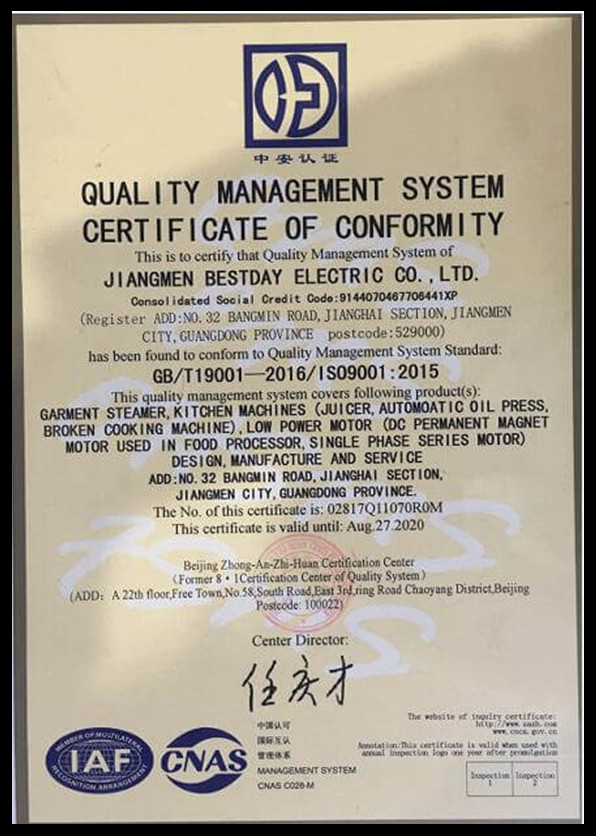 中安认证
QUALITY MANAGEMENT SYSTEM
CERTIFICATE OF CONFORMITY
This is to certify that Quality Management System of
JIANGMEN BESTDAY ELECTRIC CO.,LTD.
Consolidated Social Credit Code:9144070467706441XP
(Register ADD:NO.32 BANGMIN ROAD,JIANGHAI SECTION,JIANGMEN
CITY,GUANGDONG PROVINCE postcode:529000)
has been found to conform to Quality Management System Standard:
GB/T19001—2016/ISO9001:2015
This quality management system covers following product(s):
GARMENT STEAMER, KITCHEN MACHINES (JUICER, AUTOMOATIC OIL PRESS,
BROKEN COOKING MACHINE), LOW POWER MOTOR (DC PERMANENT MAGNET
MOTOR USED IN FOOD PROCESSOR, SINGLE PHASE SERIES MOTOR)
DESIGN, MANUFACTURE AND SERVICE
ADD:NO.32 BANGMIN ROAD, JIANGHAI SECTION,
JIANGMEN CITY,GUANGDONG PROVINCE.
The No. of this certificate is: 02817Q11070R0M
This certificate is valid until: Aug.27.2020
Beijing Zhong-An-Zhi-Huan Certification Center
(Former 8·1Certification Center of Quality System)
(ADD: A 22th floor,Free Town,No.58,South Road,East 3rd,ring Road Chaoyang District,Beijing
Postcode: 100022)
Center Director:
任庆才
The website of inquiry certificate:
www.cnca.gov.cn
Annotation:This certificate is valid when used with
annual inspection logo one year after promulgation
Inspection 1
Inspection 2
MEMBER OF MULTILATERAL
IAF
RECOGNITION ARRANGEMENT
CNAS
中国认可
国际互认
管理体系
MANAGEMENT SYSTEM
CNAS C028-M